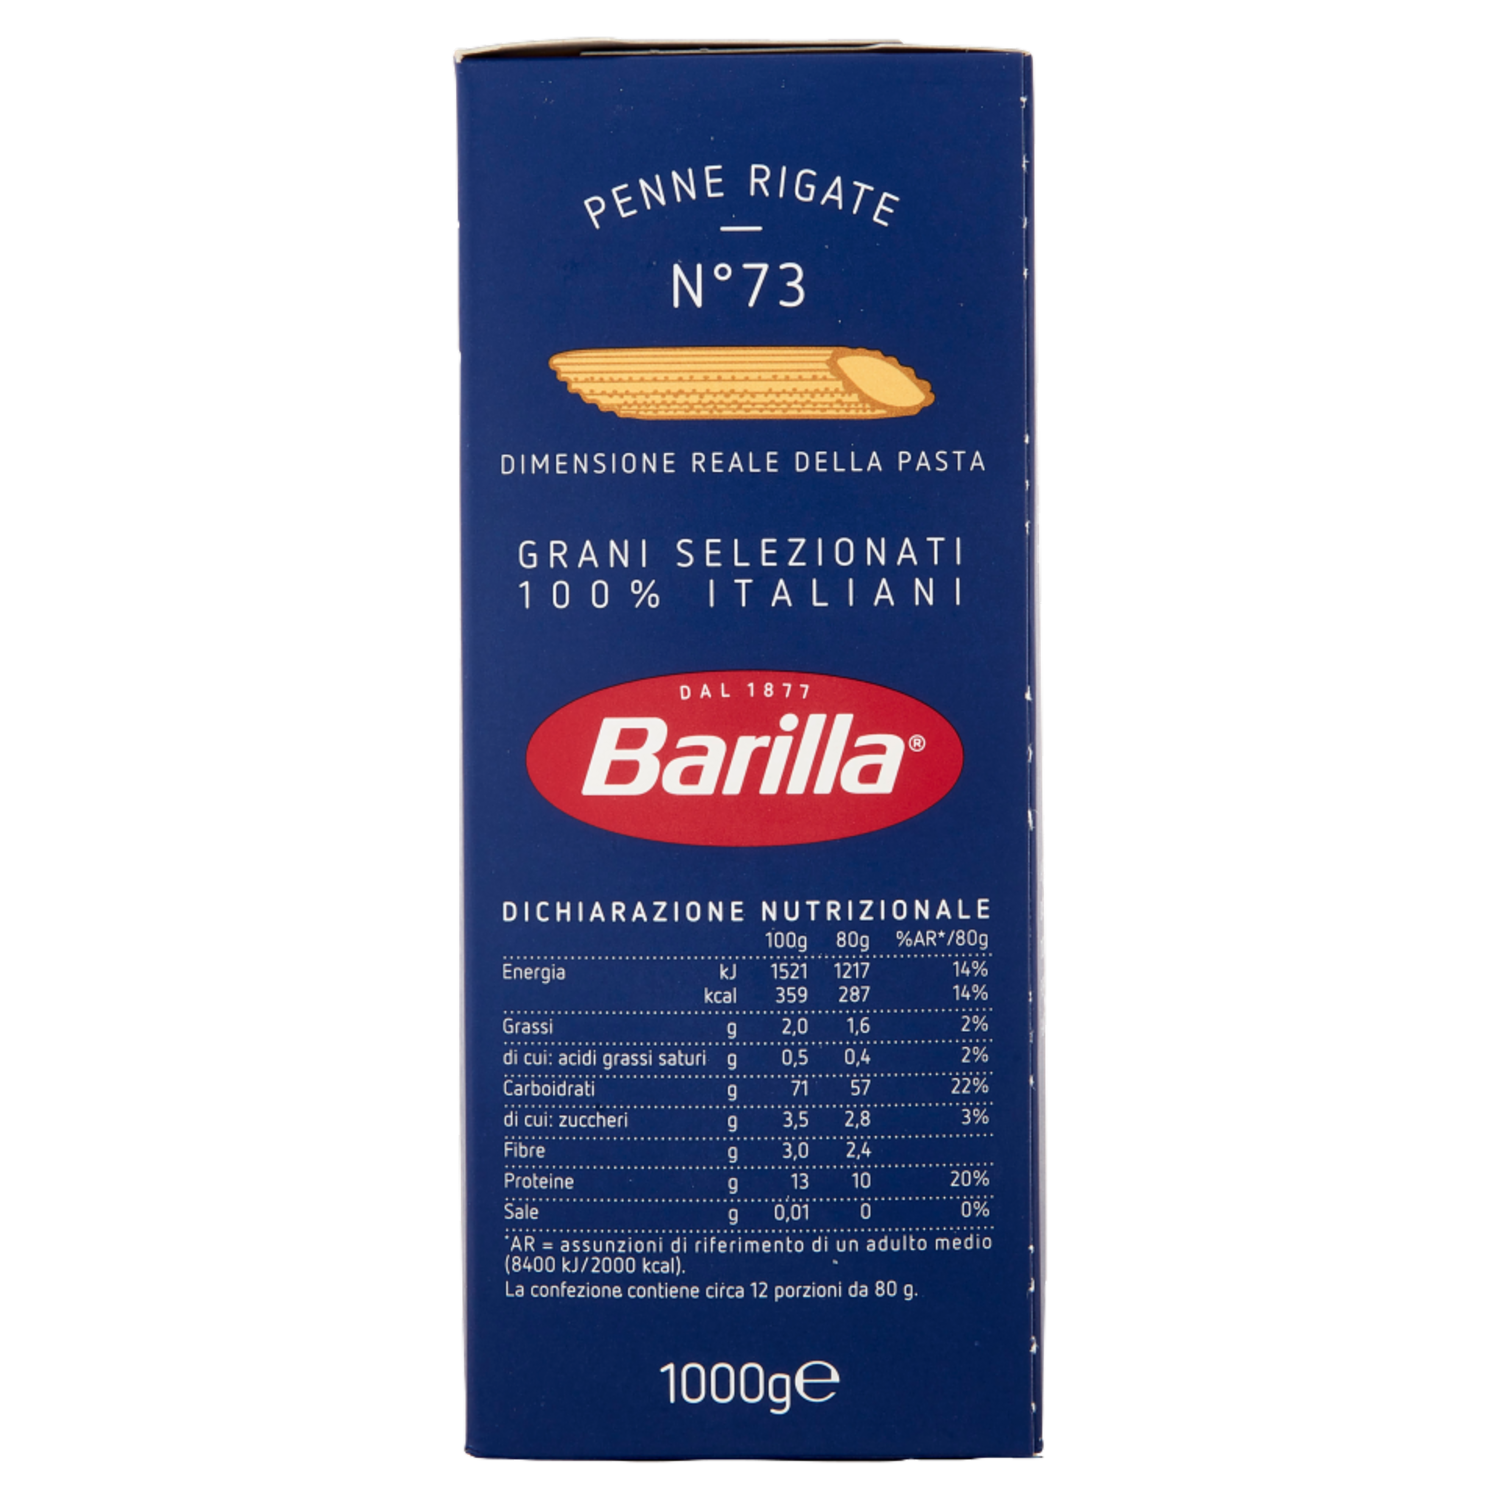 PENNE RIGATE
N°73
DIMENSIONE REALE DELLA PASTA
GRANI SELEZIONATI
100% ITALIANI
DAL 1877
Barilla®
DICHIARAZIONE NUTRIZIONALE
100g 80g %AR*/80g
Energia kJ 1521 1217 14%
kcal 359 287 14%
Grassi g 2,0 1,6 2%
di cui: acidi grassi saturi g 0,5 0,4 2%
Carboidrati g 71 57 22%
di cui: zuccheri g 3,5 2,8 3%
Fibre g 3,0 2,4
Proteine g 13 10 20%
Sale g 0,01 0 0%
*AR = assunzioni di riferimento di un adulto medio
(8400 kJ/2000 kcal).
La confezione contiene circa 12 porzioni da 80 g.
1000g℮